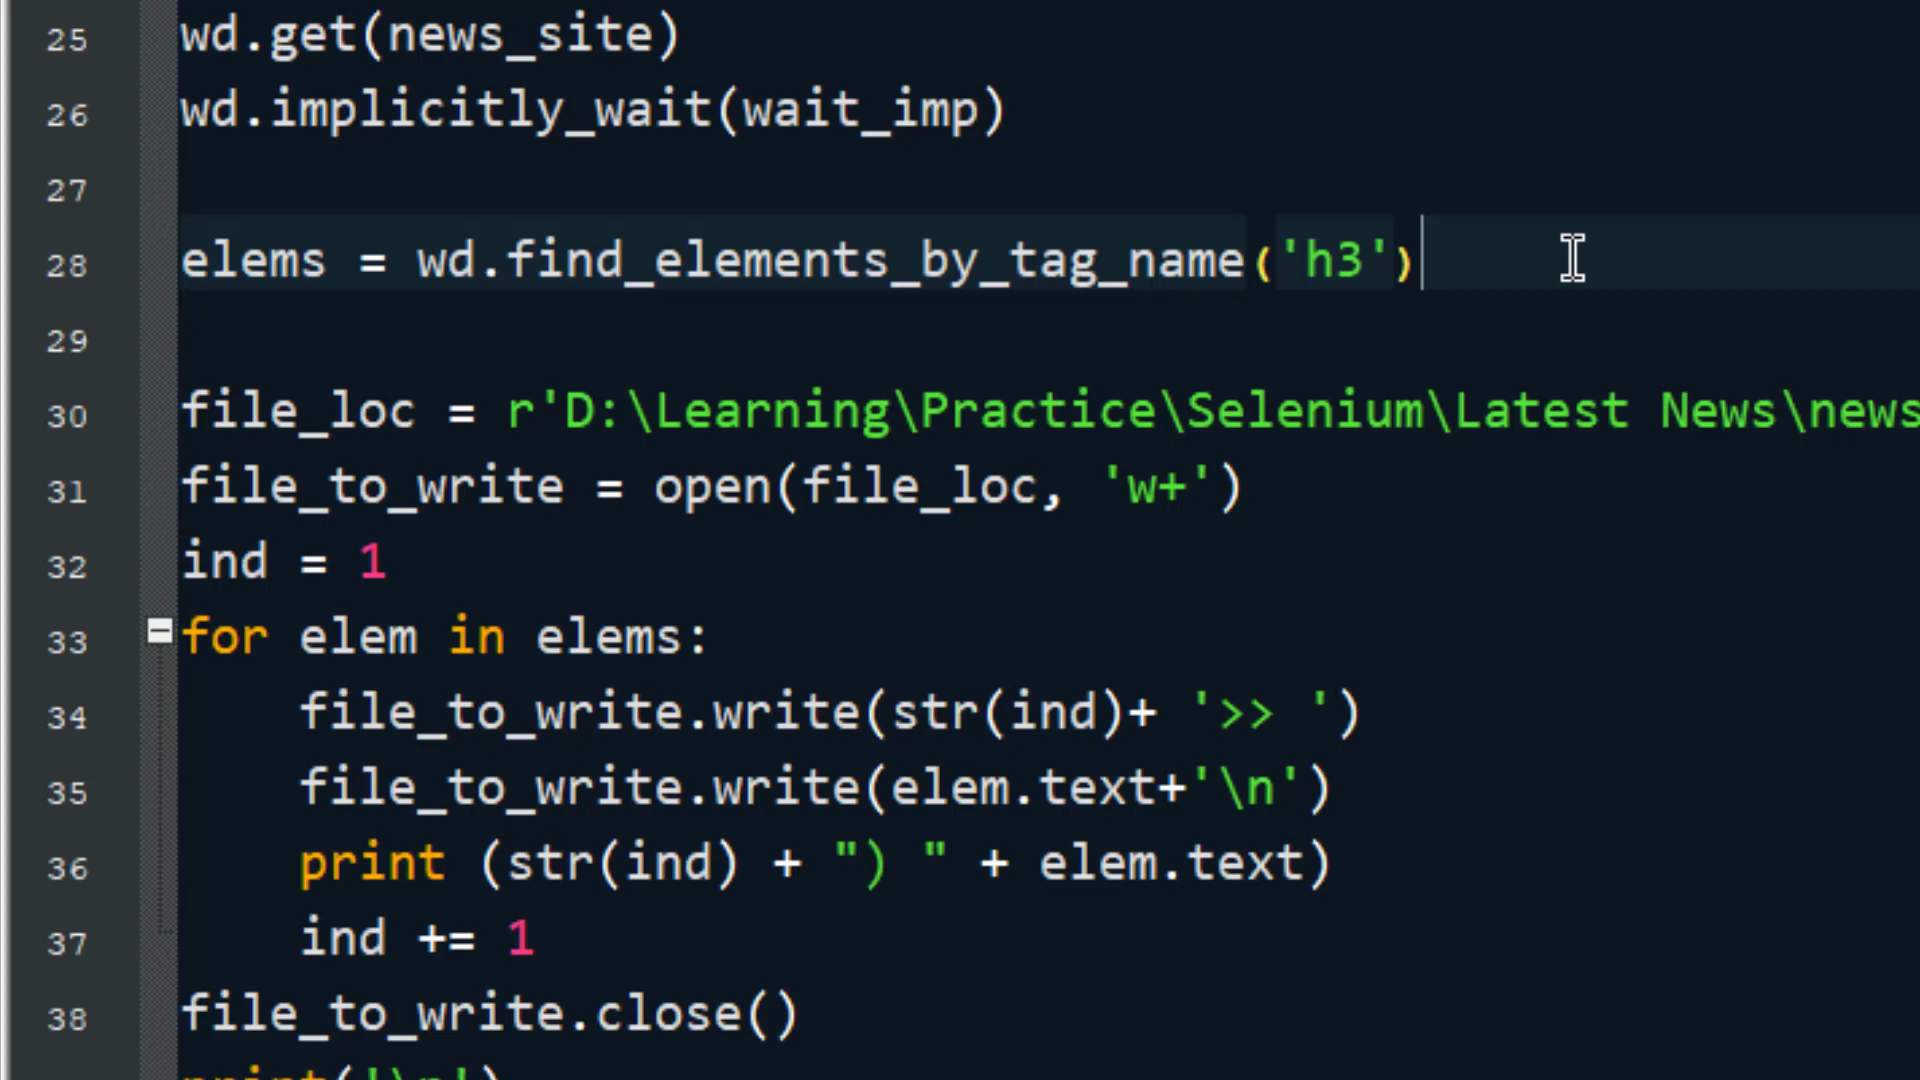 25 wd.get(news_site)
26 wd.implicitly_wait(wait_imp)
27
28 elems = wd.find_elements_by_tag_name('h3')
29
30 file_loc = r'D:\Learning\Practice\Selenium\Latest News\news
31 file_to_write = open(file_loc, 'w+')
32 ind = 1
33 for elem in elems:
34 file_to_write.write(str(ind)+ '>> ')
35 file_to_write.write(elem.text+'\n')
36 print (str(ind) + ") " + elem.text)
37 ind += 1
38 file_to_write.close()
print('\n')